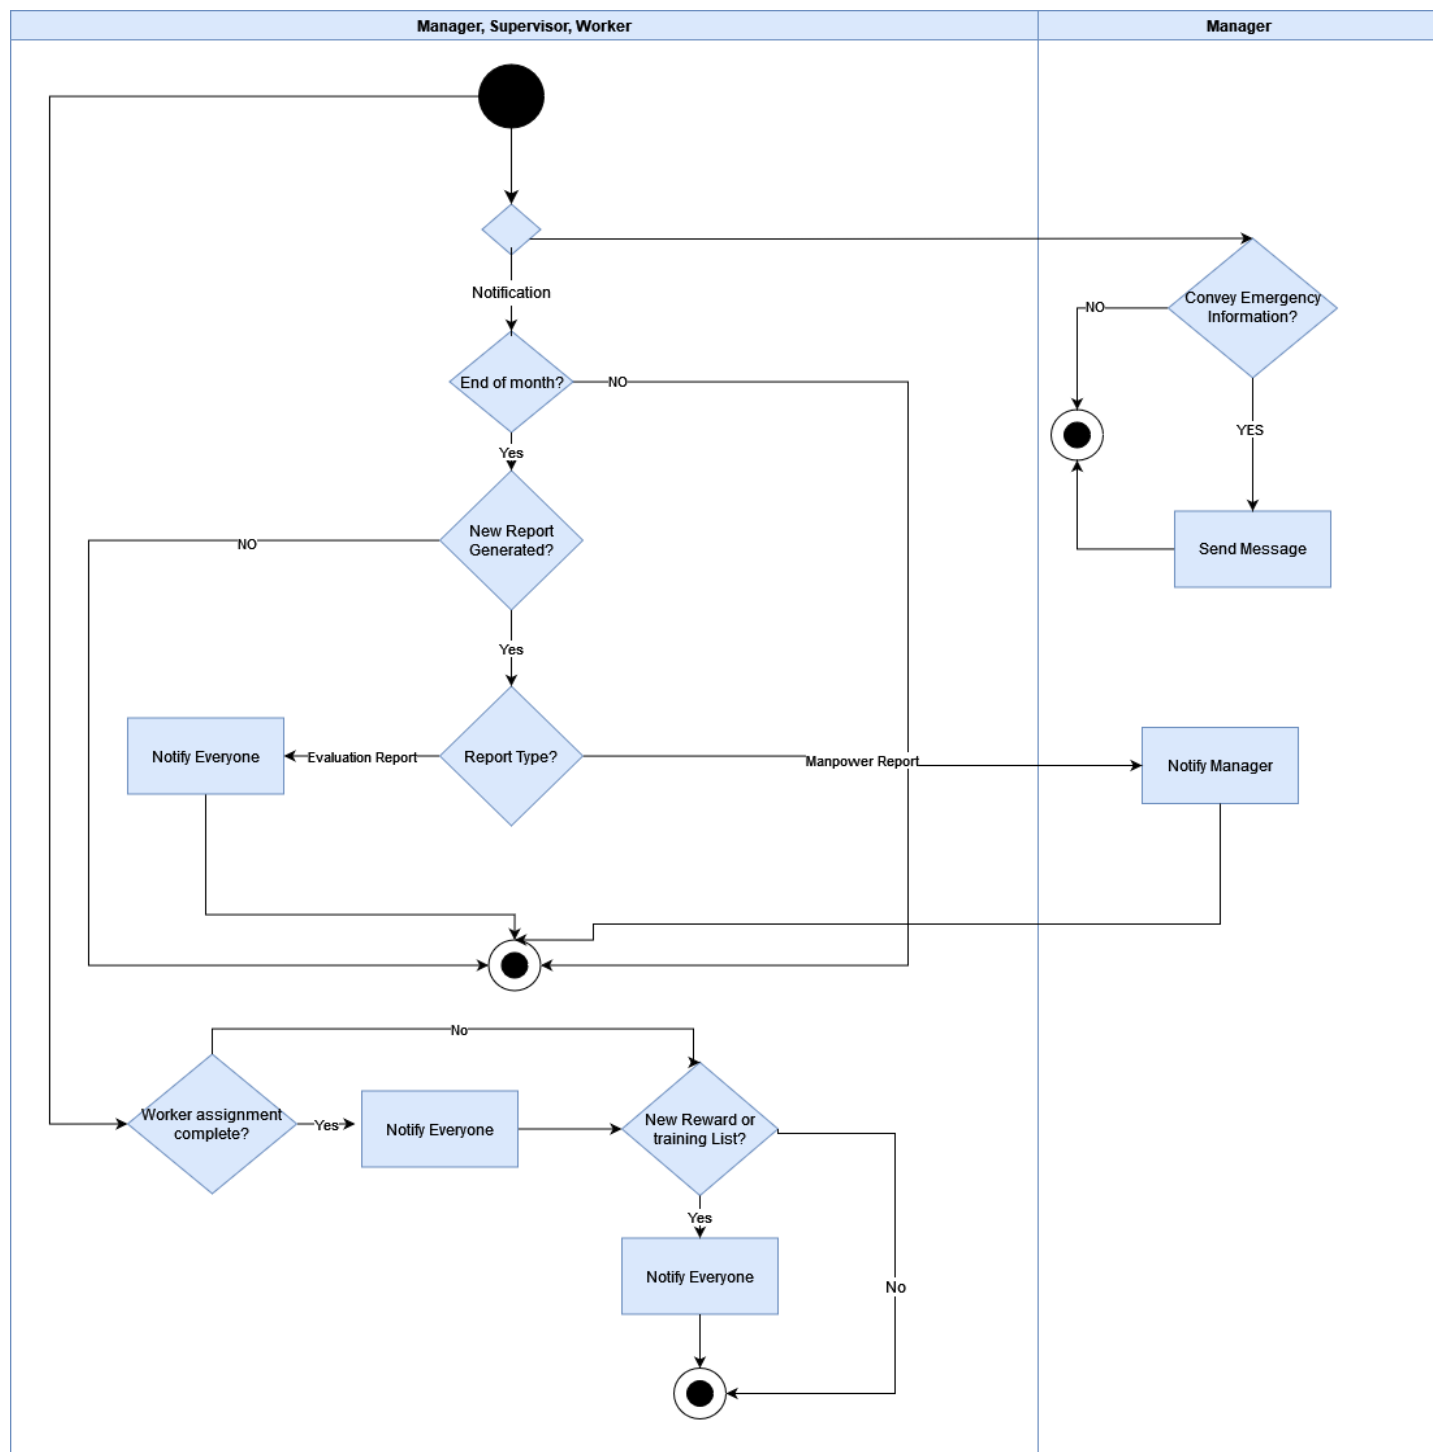 Manager, Supervisor, Worker
Manager
Notification
Convey Emergency
Information?
NO
End of month?
NO
YES
Yes
New Report
Generated?
NO
Send Message
Yes
Notify Everyone
Evaluation Report
Report Type?
Manpower Report
Notify Manager
No
Worker assignment
complete?
Yes
Notify Everyone
New Reward or
training List?
Yes
Notify Everyone
No